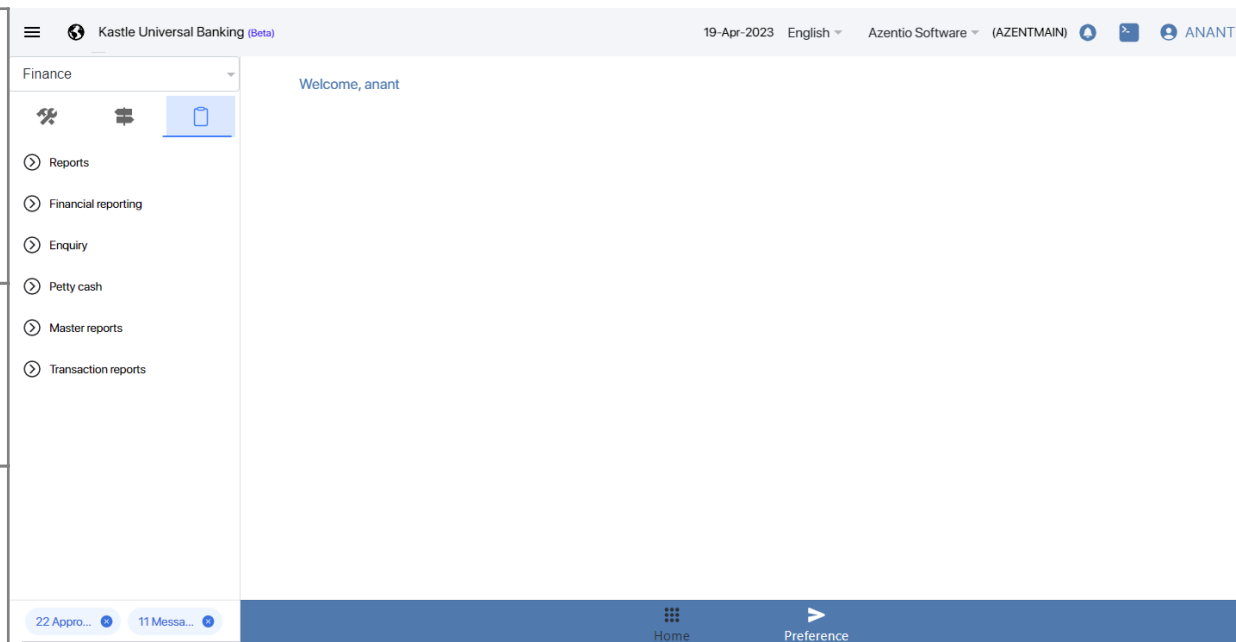 Kastle Universal Banking (Beta)
19-Apr-2023 English Azentio Software (AZENTMAIN) ANANT
Finance
Welcome, anant
Reports
Financial reporting
Enquiry
Petty cash
Master reports
Transaction reports
22 Appro... 11 Messa...
Home Preference